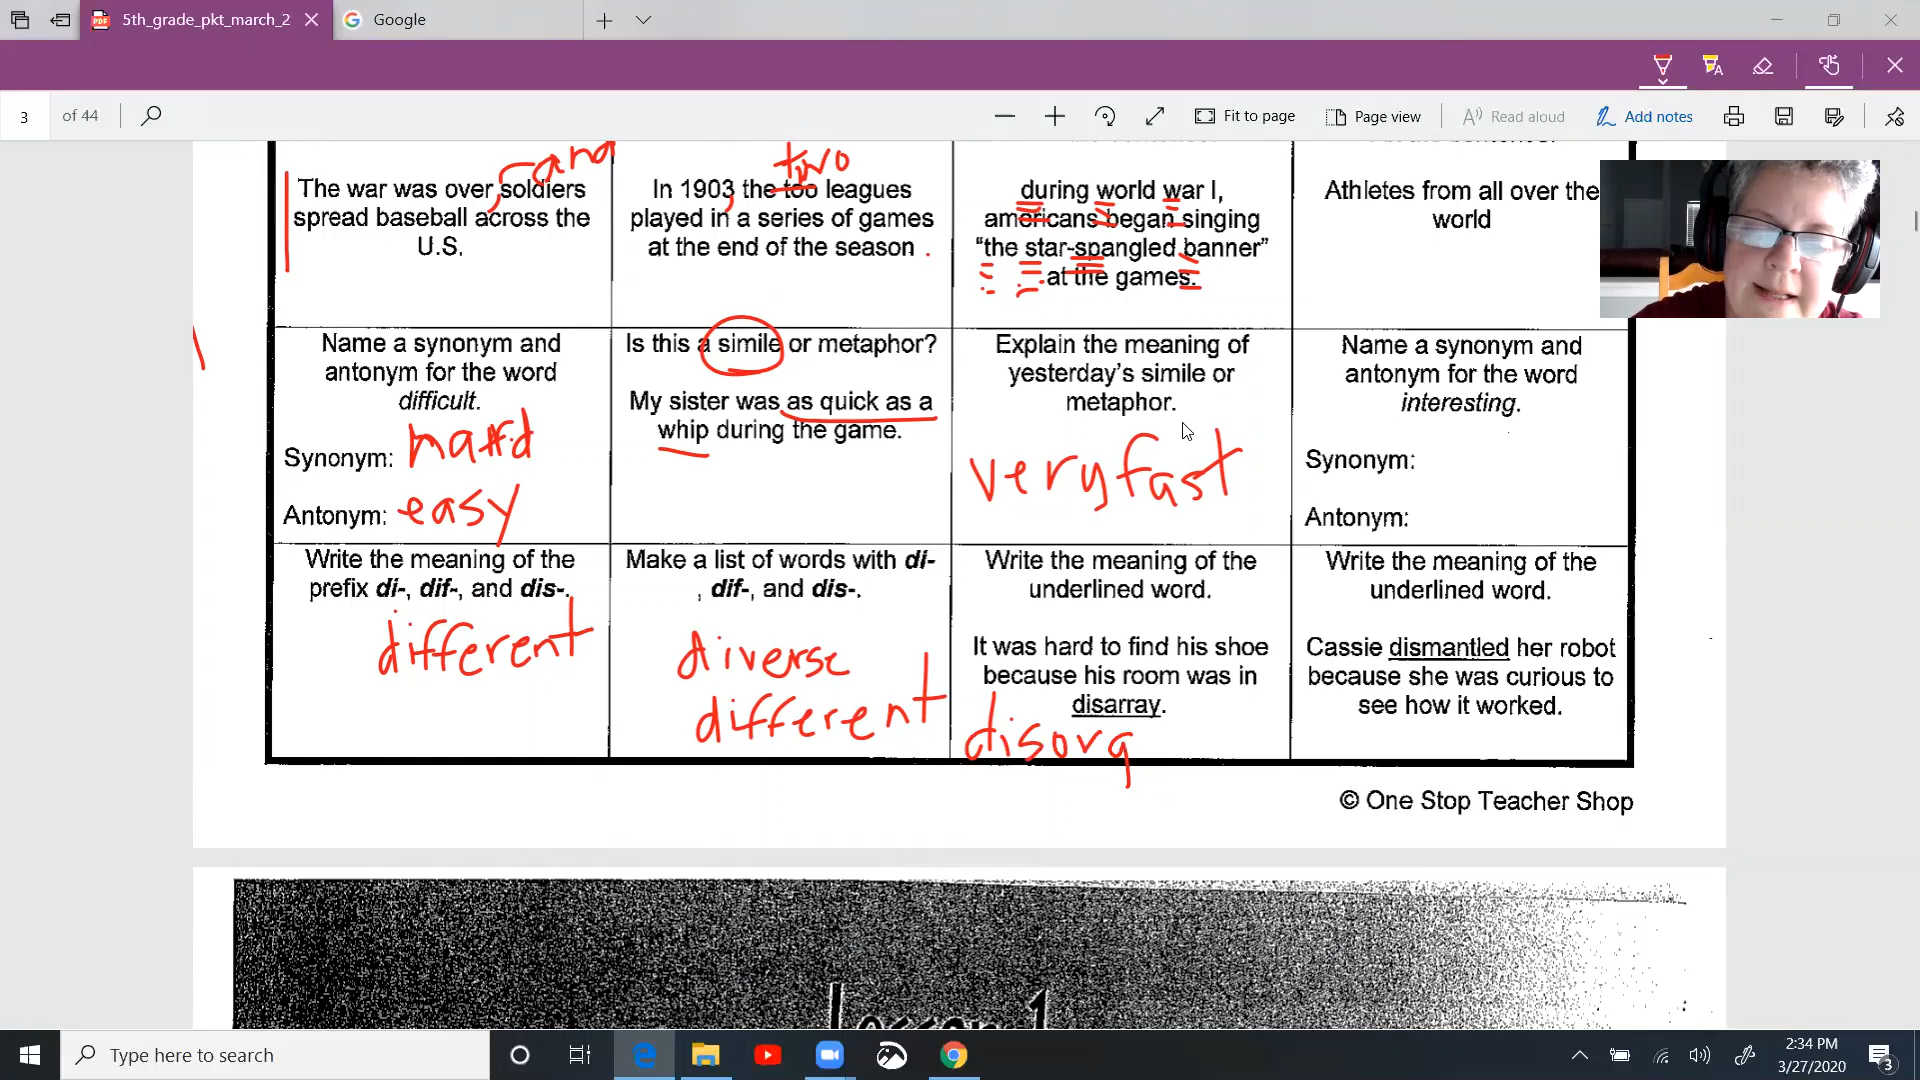 5th_grade_pkt_march_2
Google
3 of 44
Fit to page
Page view
Read aloud
Add notes
and
The war was over soldiers
spread baseball across the
U.S.
two
In 1903 the too leagues
played in a series of games
at the end of the season .
during world war I,
americans began singing
“the star-spangled banner”
at the games.
Athletes from all over the
world
Name a synonym and
antonym for the word
difficult.
Synonym: hard
Antonym: easy
Is this a simile or metaphor?
My sister was as quick as a
whip during the game.
Explain the meaning of
yesterday’s simile or
metaphor.
very fast
Name a synonym and
antonym for the word
interesting.
Synonym:
Antonym:
Write the meaning of the
prefix di-, dif-, and dis-.
different
Make a list of words with di-
, dif-, and dis-.
diverse
different
Write the meaning of the
underlined word.
It was hard to find his shoe
because his room was in
disarray.
disorg
Write the meaning of the
underlined word.
Cassie dismantled her robot
because she was curious to
see how it worked.
© One Stop Teacher Shop
Lesson 1
Type here to search
2:34 PM
3/27/2020
3